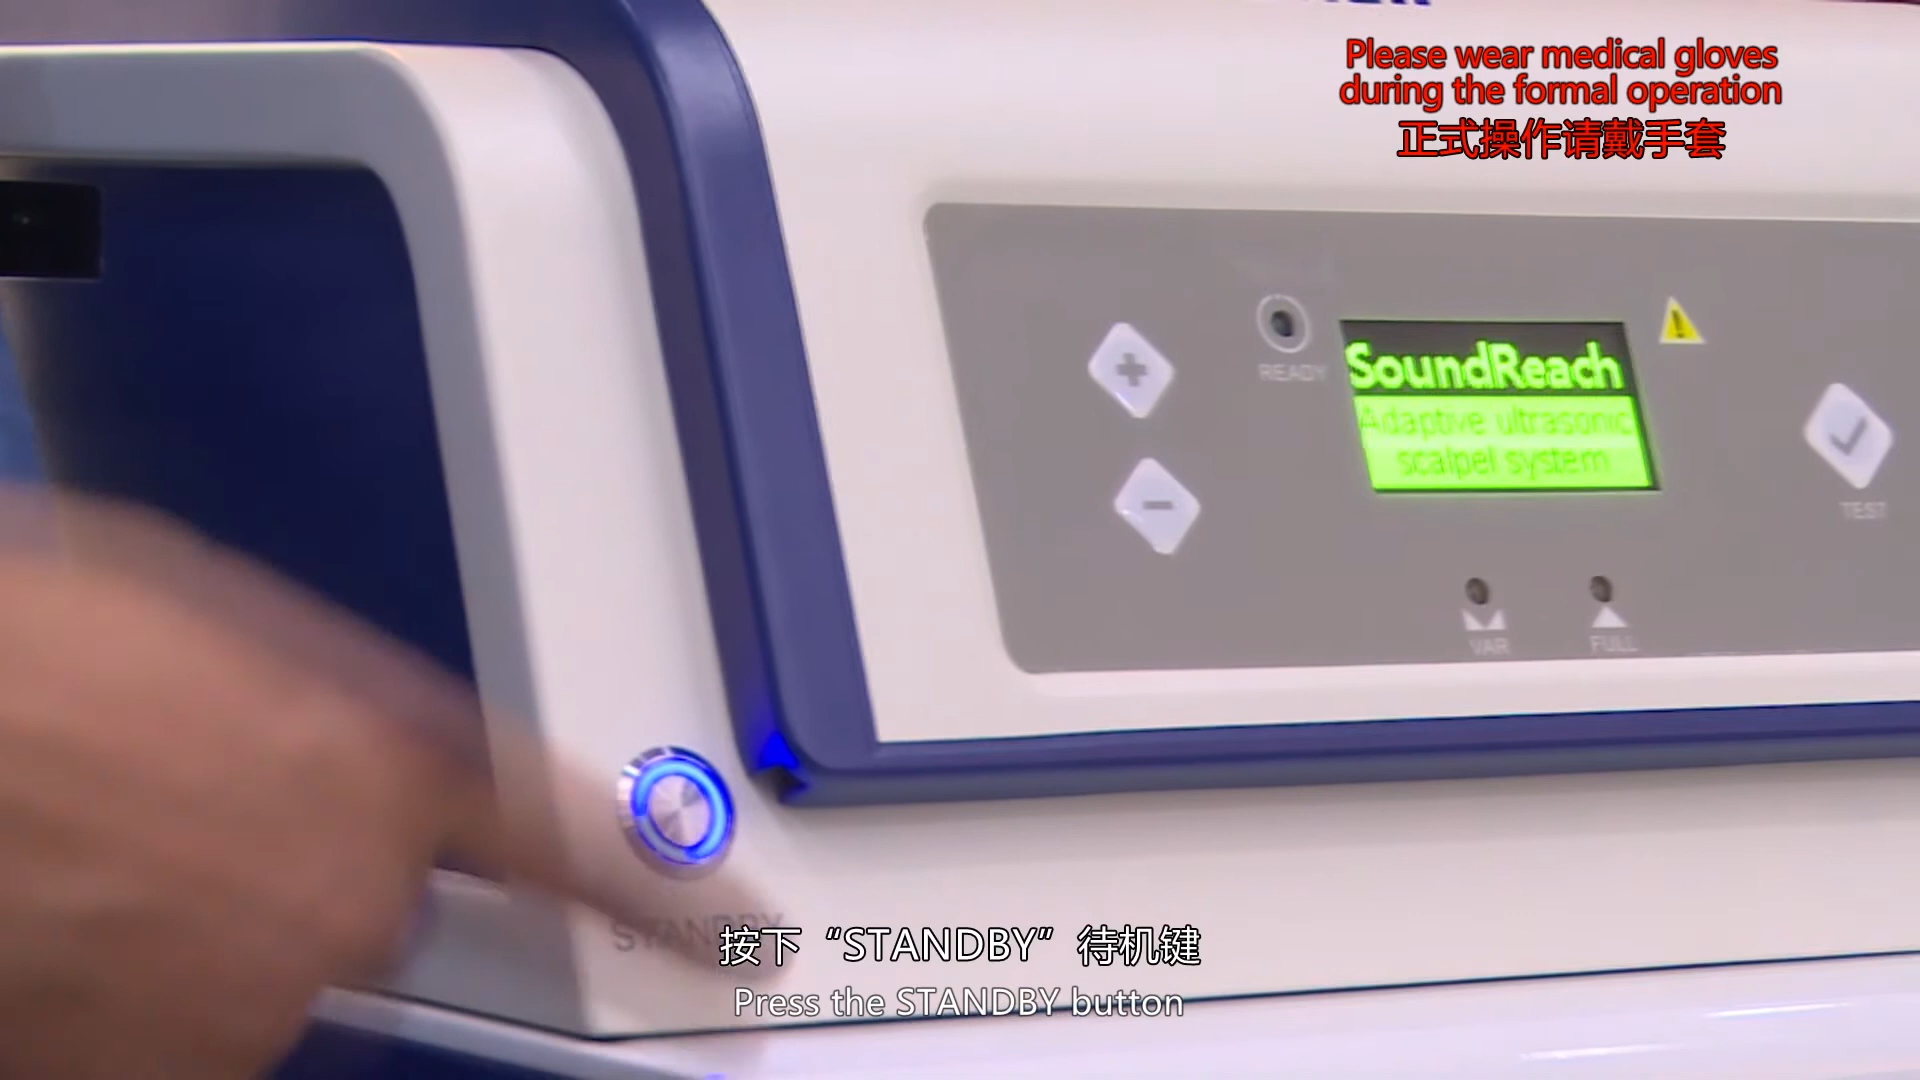 Please wear medical gloves
during the formal operation
正式操作请戴手套
READY
SoundReach
Adaptive ultrasonic
scalpel system
TEST
VAR
FULL
STANDBY
按下“STANDBY”待机键
Press the STANDBY button